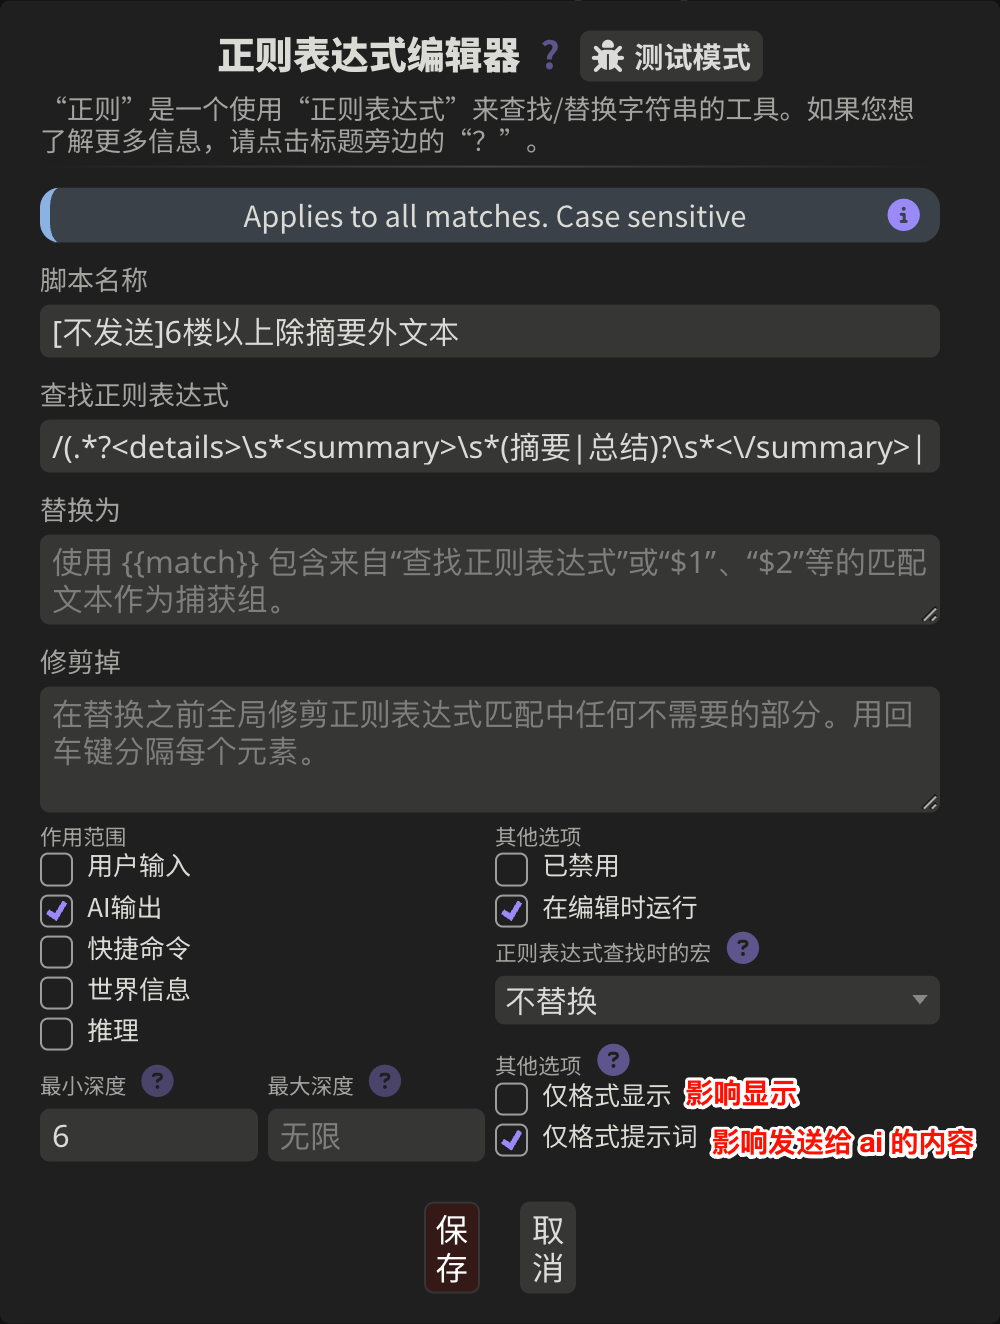 正则表达式编辑器 ? 测试模式
“正则”是一个使用“正则表达式”来查找/替换字符串的工具。如果您想
了解更多信息，请点击标题旁边的“？”。
Applies to all matches. Case sensitive
脚本名称
[不发送]6楼以上除摘要外文本
查找正则表达式
/(.*?<details>\s*<summary>\s*(摘要|总结)?\s*<\/summary>|
替换为
使用 {{match}} 包含来自“查找正则表达式”或“$1”、“$2”等的匹配
文本作为捕获组。
修剪掉
在替换之前全局修剪正则表达式匹配中任何不需要的部分。用回
车键分隔每个元素。
作用范围
用户输入
AI输出
快捷命令
世界信息
推理
最小深度 ?
6
最大深度 ?
无限
其他选项
已禁用
在编辑时运行
正则表达式查找时的宏 ?
不替换
其他选项 ?
仅格式显示 影响显示
仅格式提示词 影响发送给 ai 的内容
保
存
取
消